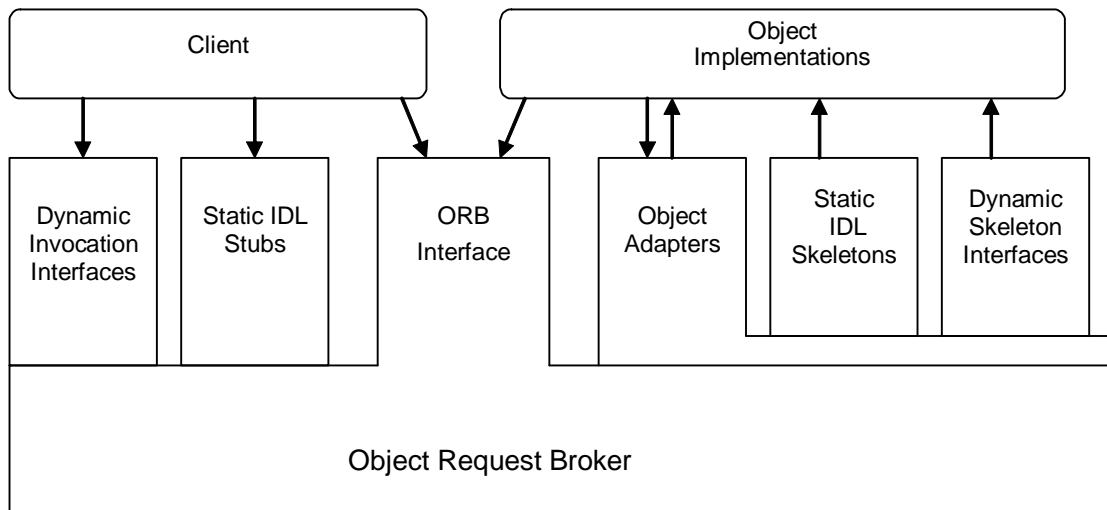 Client
Object
Implementations
Dynamic
Invocation
Interfaces
Static IDL
Stubs
ORB
Interface
Object
Adapters
Static
IDL
Skeletons
Dynamic
Skeleton
Interfaces
Object Request Broker